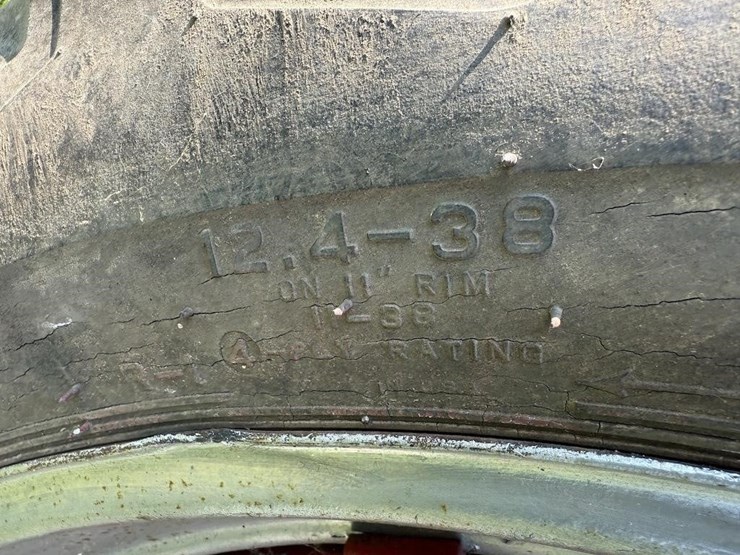 12.4-38
ON 11" RIM
11-38
RATING